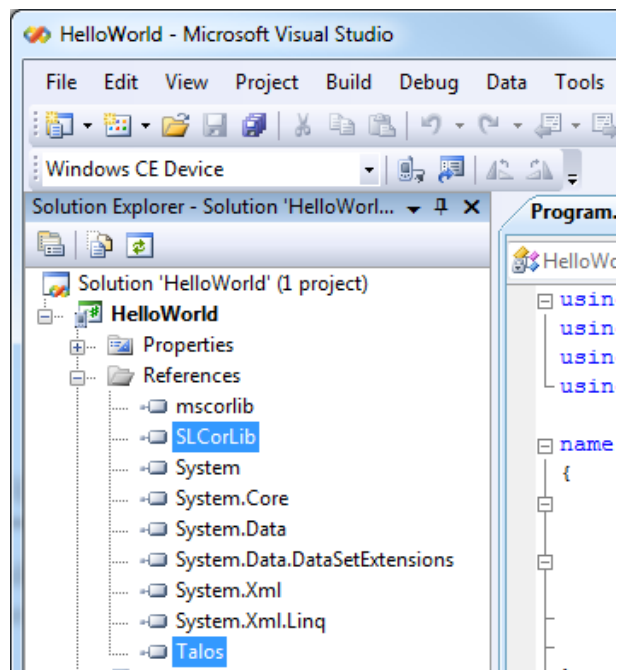 HelloWorld - Microsoft Visual Studio
File Edit View Project Build Debug Data Tools
Windows CE Device
Solution Explorer - Solution 'HelloWorl...
Program.
HelloWo
Solution 'HelloWorld' (1 project)
HelloWorld
Properties
References
mscorlib
SLCorLib
System
System.Core
System.Data
System.Data.DataSetExtensions
System.Xml
System.Xml.Linq
Talos
usin
usin
usin
usin
name
{